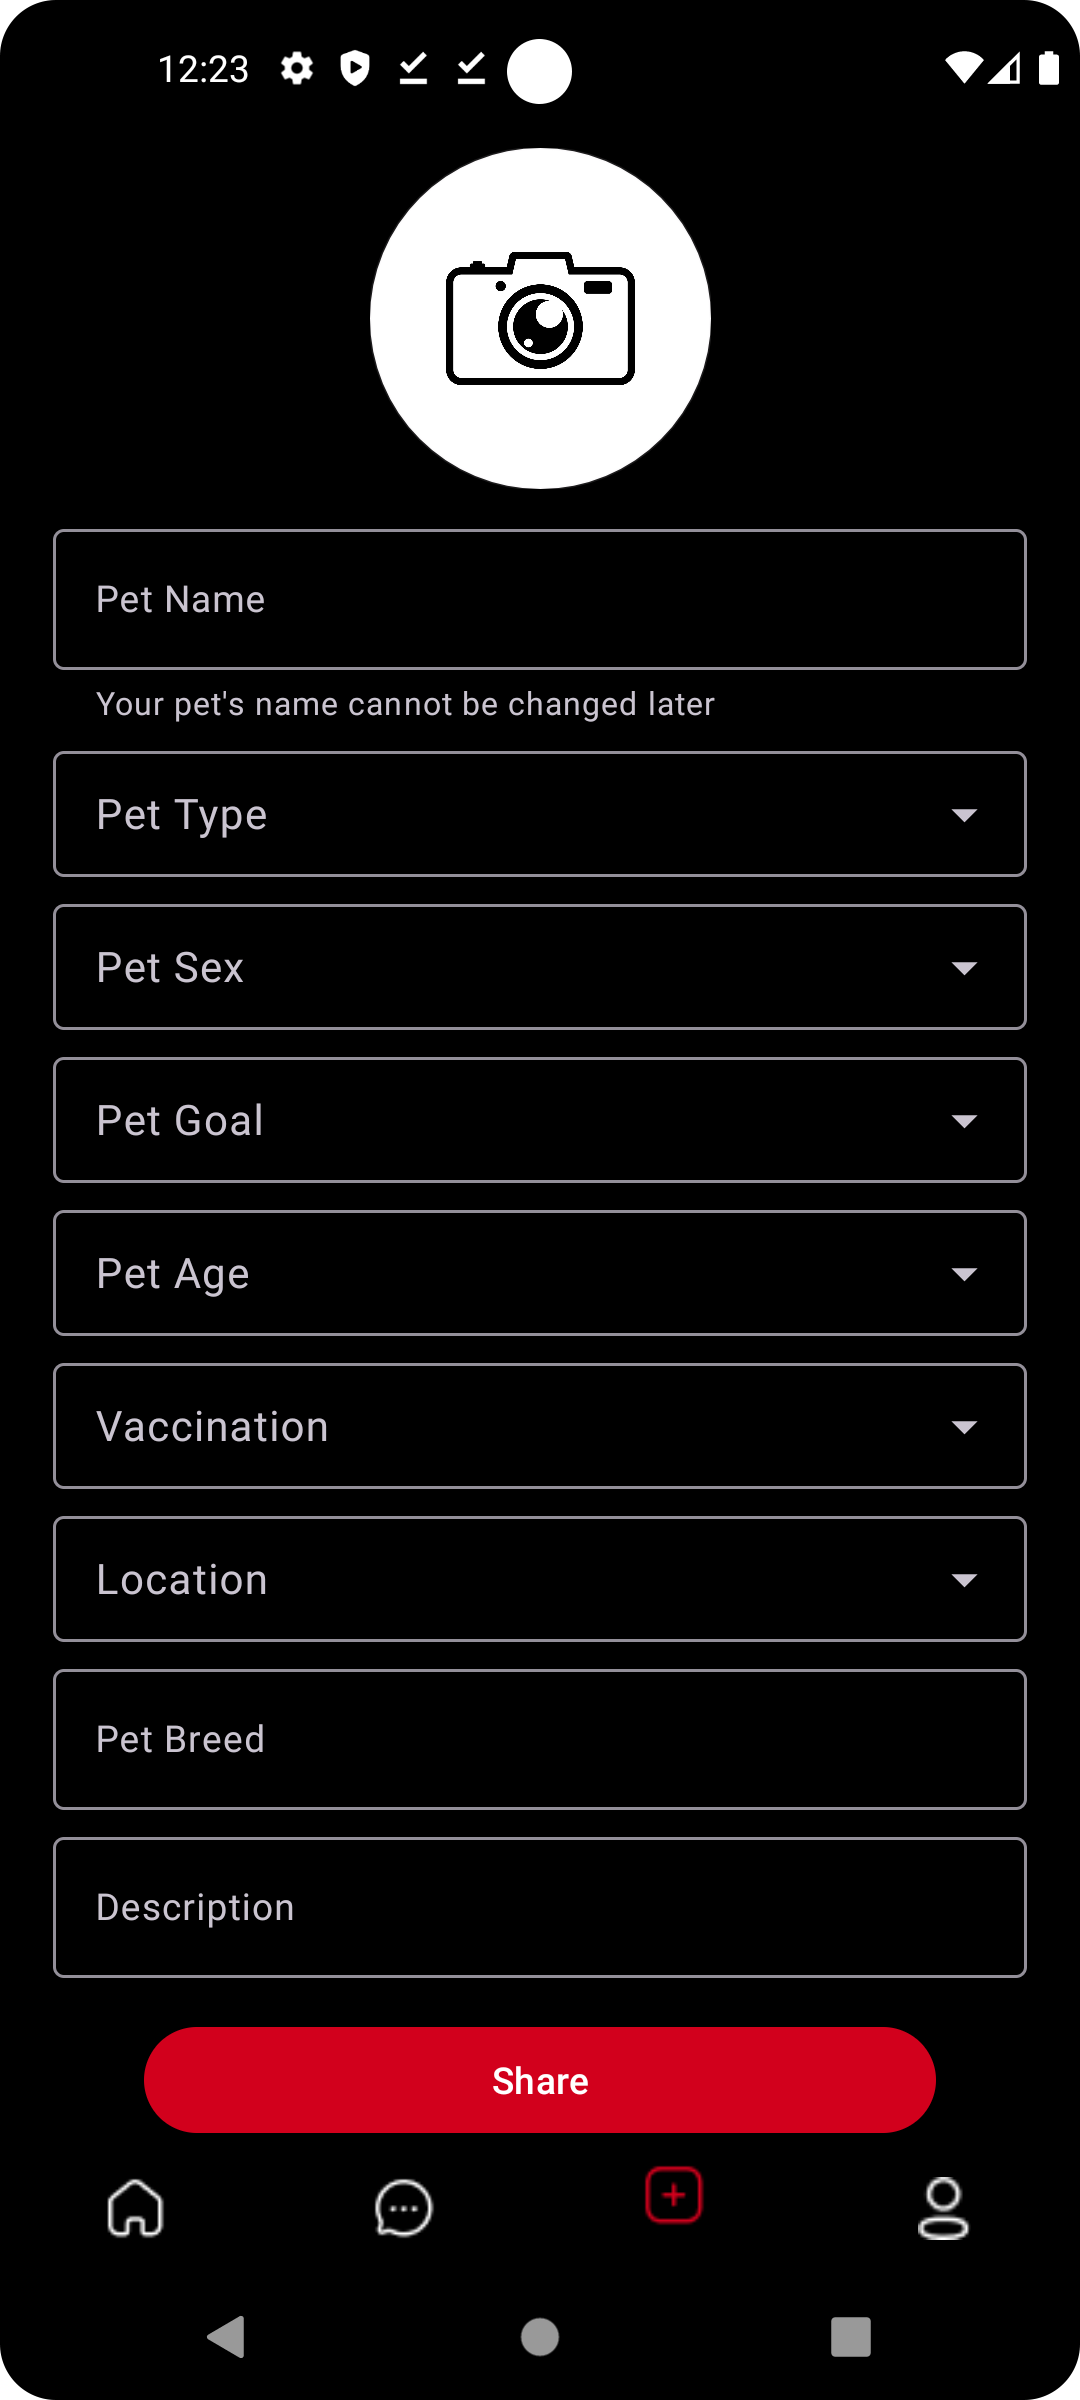 12:23
Pet Name
Your pet's name cannot be changed later
Pet Type
Pet Sex
Pet Goal
Pet Age
Vaccination
Location
Pet Breed
Description
Share